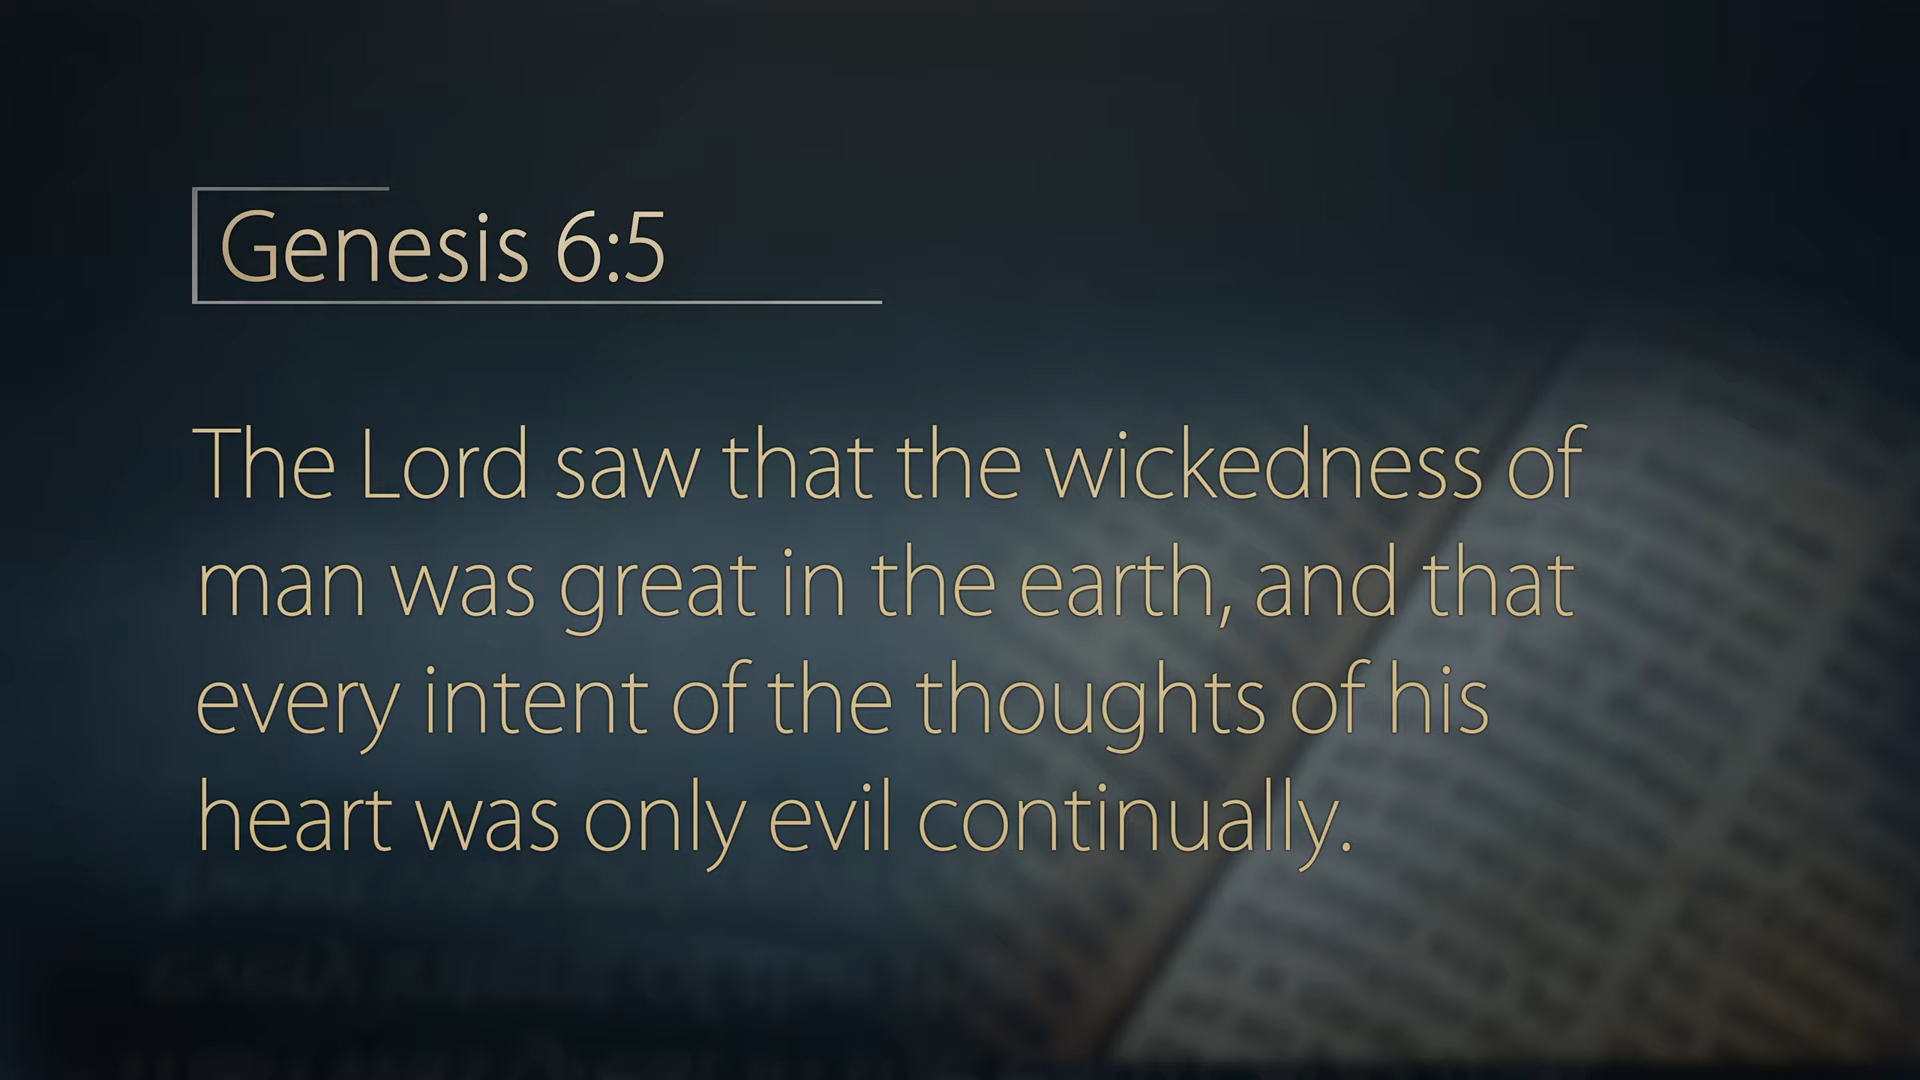 Genesis 6:5
The Lord saw that the wickedness of
man was great in the earth, and that
every intent of the thoughts of his
heart was only evil continually.